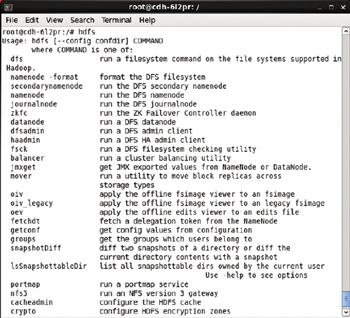 root@cdh-6l2pr: /
File Edit View Search Terminal Help
root@cdh-6l2pr:/# hdfs
Usage: hdfs [--config confdir] COMMAND
where COMMAND is one of:
dfs run a filesystem command on the file systems supported in
Hadoop.
namenode -format format the DFS filesystem
secondarynamenode run the DFS secondary namenode
namenode run the DFS namenode
journalnode run the DFS journalnode
zkfc run the ZK Failover Controller daemon
datanode run a DFS datanode
dfsadmin run a DFS admin client
haadmin run a DFS HA admin client
fsck run a DFS filesystem checking utility
balancer run a cluster balancing utility
jmxget get JMX exported values from NameNode or DataNode.
mover run a utility to move block replicas across
storage types
oiv apply the offline fsimage viewer to an fsimage
oiv_legacy apply the offline fsimage viewer to an legacy fsimage
oev apply the offline edits viewer to an edits file
fetchdt fetch a delegation token from the NameNode
getconf get config values from configuration
groups get the groups which users belong to
snapshotDiff diff two snapshots of a directory or diff the
current directory contents with a snapshot
lsSnapshottableDir list all snapshottable dirs owned by the current user
Use -help to see options
portmap run a portmap service
nfs3 run an NFS version 3 gateway
cacheadmin configure the HDFS cache
crypto configure HDFS encryption zones